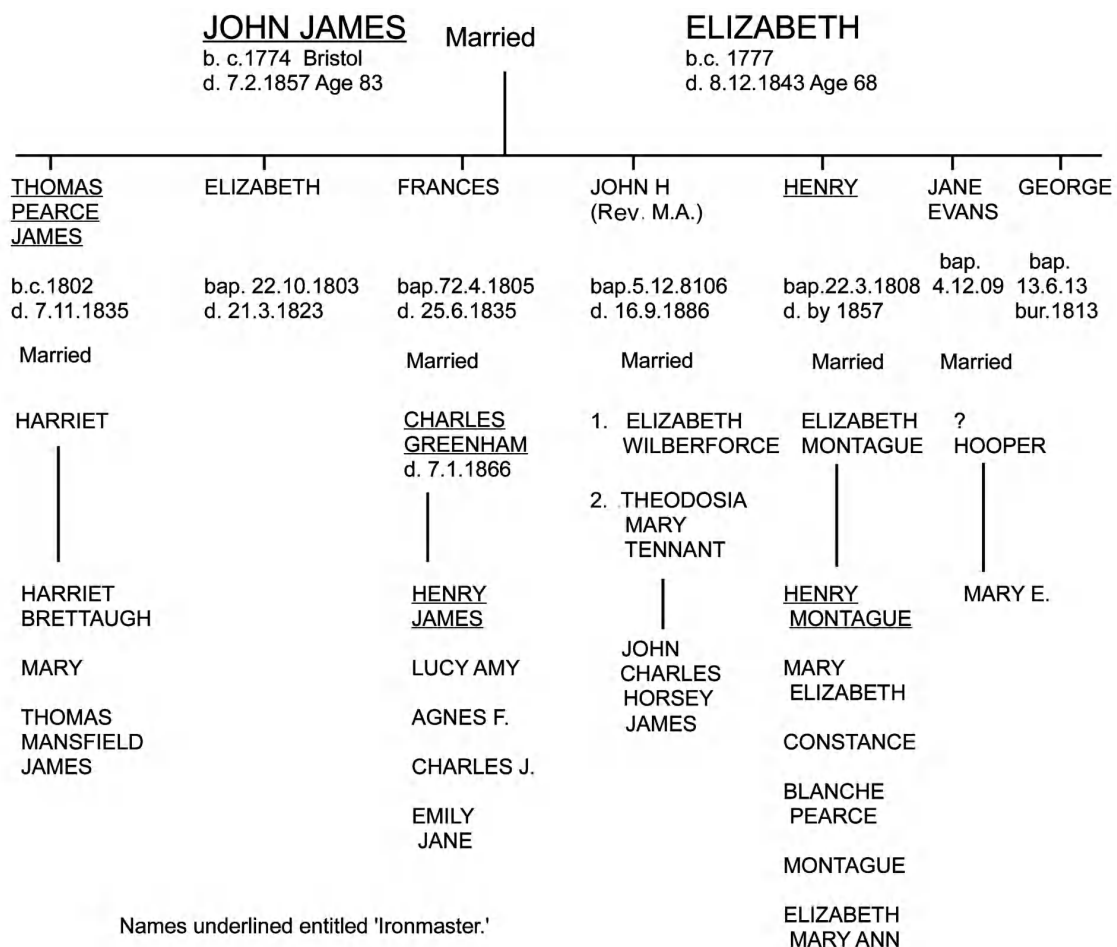 JOHN JAMES
b. c.1774 Bristol
d. 7.2.1857 Age 83
Married
ELIZABETH
b.c. 1777
d. 8.12.1843 Age 68
THOMAS
PEARCE
JAMES
b.c.1802
d. 7.11.1835
Married
HARRIET
HARRIET
BRETTAUGH
MARY
THOMAS
MANSFIELD
JAMES
ELIZABETH
bap. 22.10.1803
d. 21.3.1823
FRANCES
bap.72.4.1805
d. 25.6.1835
Married
CHARLES
GREENHAM
d. 7.1.1866
HENRY
JAMES
LUCY AMY
AGNES F.
CHARLES J.
EMILY
JANE
JOHN H
(Rev. M.A.)
bap.5.12.8106
d. 16.9.1886
Married
1. ELIZABETH
WILBERFORCE
2. THEODOSIA
MARY
TENNANT
JOHN
CHARLES
HORSEY
JAMES
HENRY
bap.22.3.1808
d. by 1857
Married
ELIZABETH
MONTAGUE
HENRY
MONTAGUE
MARY
ELIZABETH
CONSTANCE
BLANCHE
PEARCE
MONTAGUE
ELIZABETH
MARY ANN
JANE
EVANS
bap.
4.12.09
Married
?
HOOPER
MARY E.
GEORGE
bap.
13.6.13
bur.1813
Names underlined entitled 'Ironmaster.'